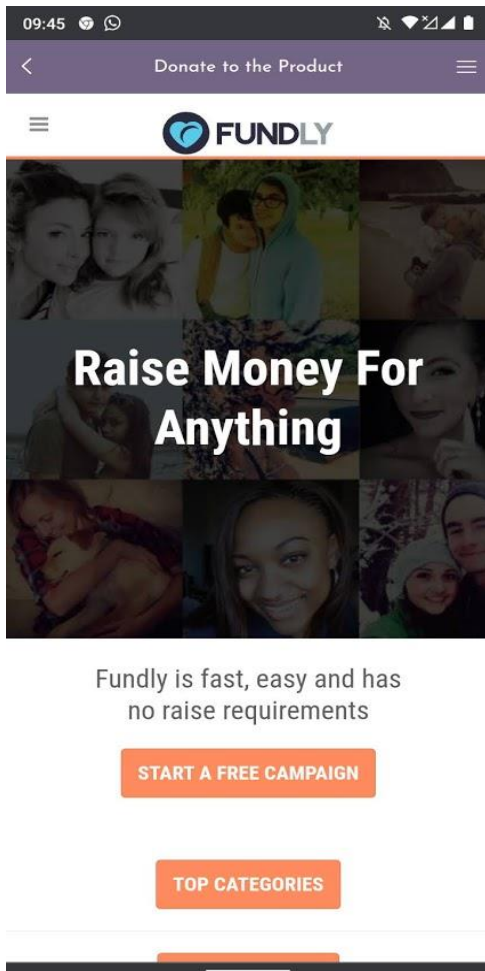 09:45
Donate to the Product
FUNDLY
Raise Money For
Anything
Fundly is fast, easy and has
no raise requirements
START A FREE CAMPAIGN
TOP CATEGORIES